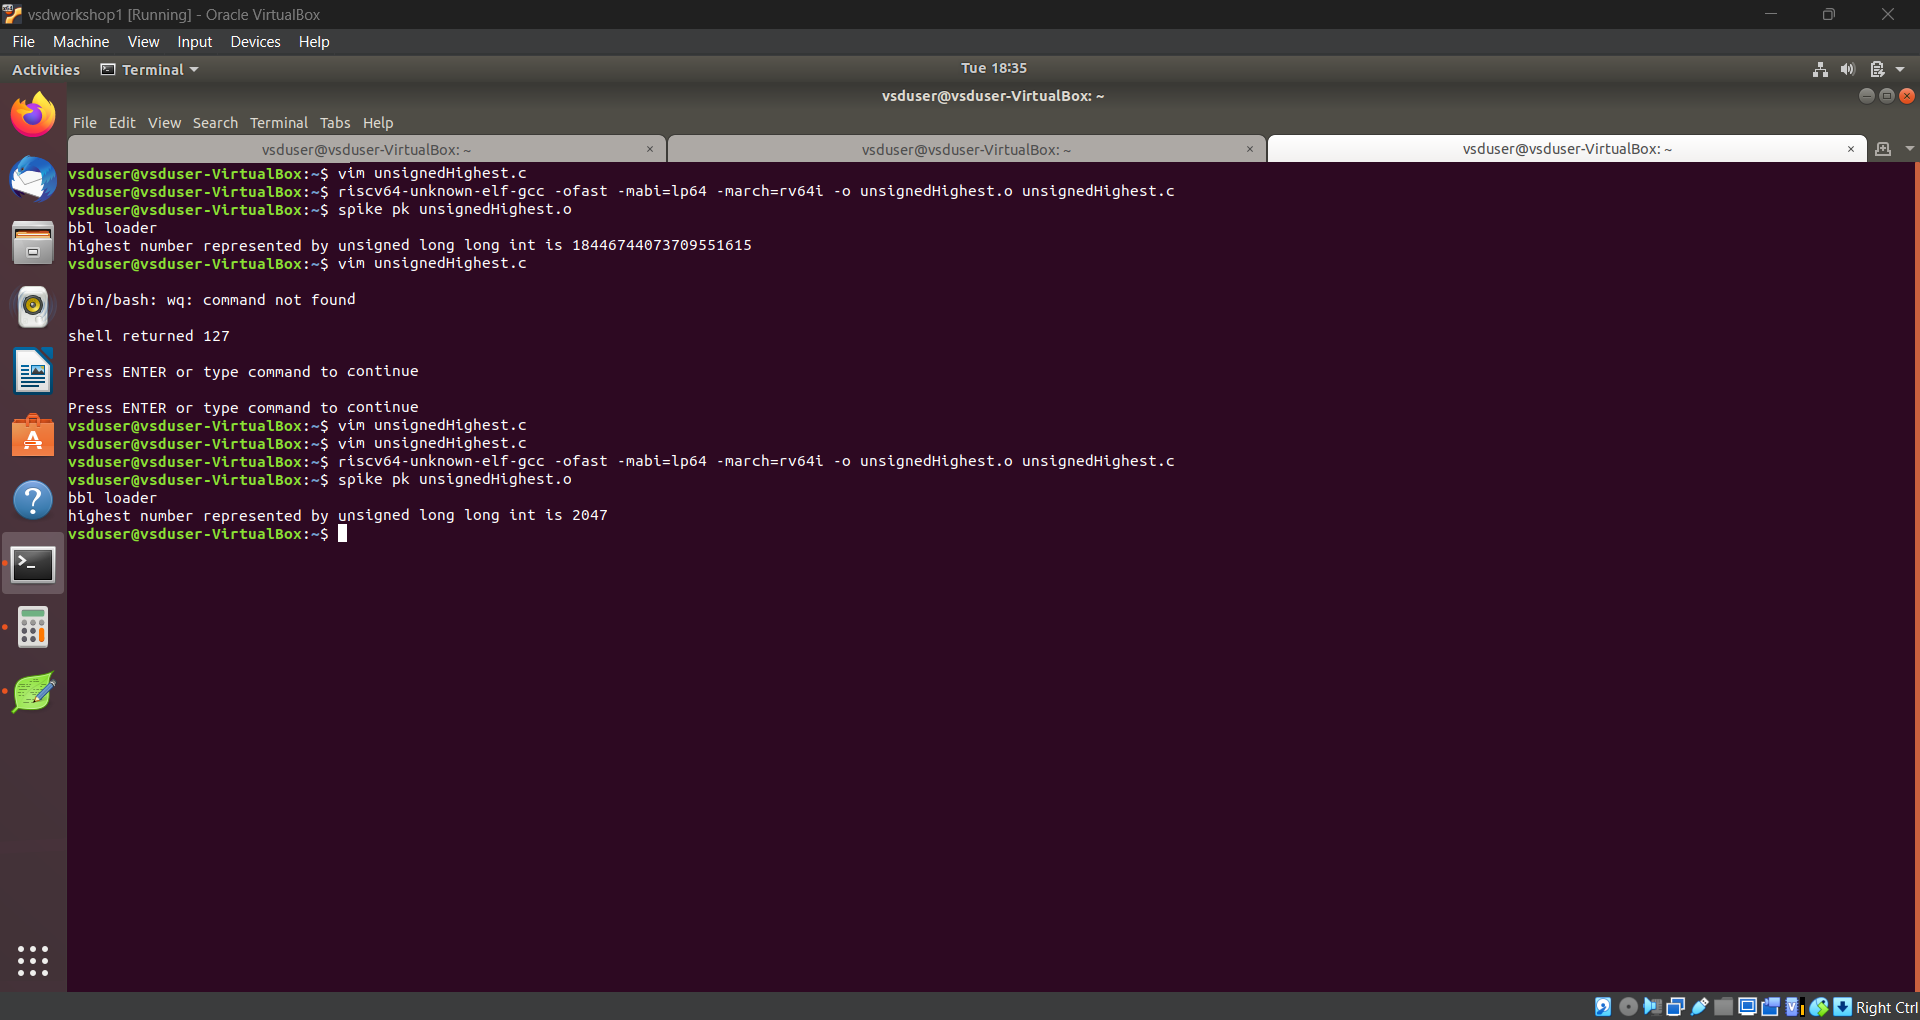 vsdworkshop1 [Running] - Oracle VirtualBox
File Machine View Input Devices Help
Activities Terminal Tue 18:35
vsduser@vsduser-VirtualBox: ~
File Edit View Search Terminal Tabs Help
vsduser@vsduser-VirtualBox: ~ × vsduser@vsduser-VirtualBox: ~ × vsduser@vsduser-VirtualBox: ~ ×
vsduser@vsduser-VirtualBox:~$ vim unsignedHighest.c
vsduser@vsduser-VirtualBox:~$ riscv64-unknown-elf-gcc -ofast -mabi=lp64 -march=rv64i -o unsignedHighest.o unsignedHighest.c
vsduser@vsduser-VirtualBox:~$ spike pk unsignedHighest.o
bbl loader
highest number represented by unsigned long long int is 18446744073709551615
vsduser@vsduser-VirtualBox:~$ vim unsignedHighest.c
/bin/bash: wq: command not found
shell returned 127
Press ENTER or type command to continue
Press ENTER or type command to continue
vsduser@vsduser-VirtualBox:~$ vim unsignedHighest.c
vsduser@vsduser-VirtualBox:~$ vim unsignedHighest.c
vsduser@vsduser-VirtualBox:~$ riscv64-unknown-elf-gcc -ofast -mabi=lp64 -march=rv64i -o unsignedHighest.o unsignedHighest.c
vsduser@vsduser-VirtualBox:~$ spike pk unsignedHighest.o
bbl loader
highest number represented by unsigned long long int is 2047
vsduser@vsduser-VirtualBox:~$
Right Ctrl